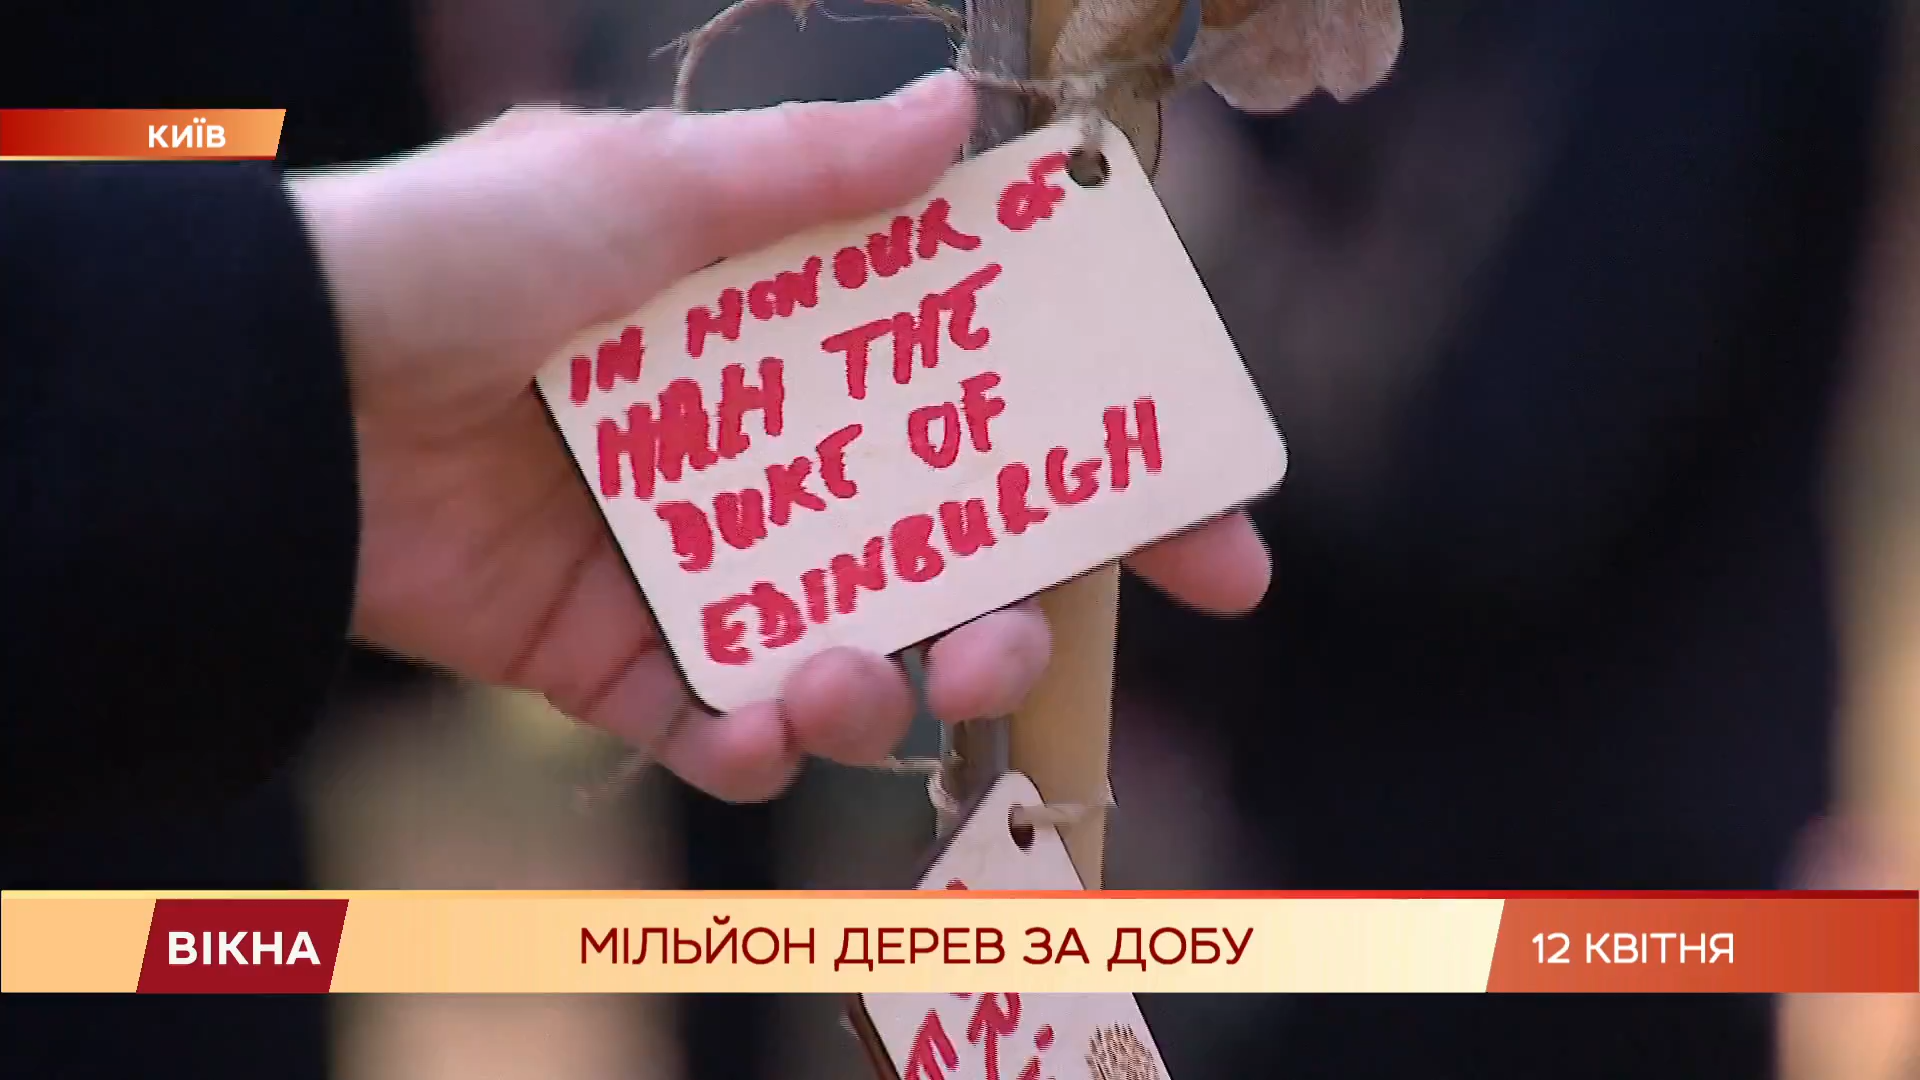 КИЇВ
IN HONOUR OF
HRH THE
DUKE OF
EDINBURGH
ВІКНА
МІЛЬЙОН ДЕРЕВ ЗА ДОБУ
12 КВІТНЯ